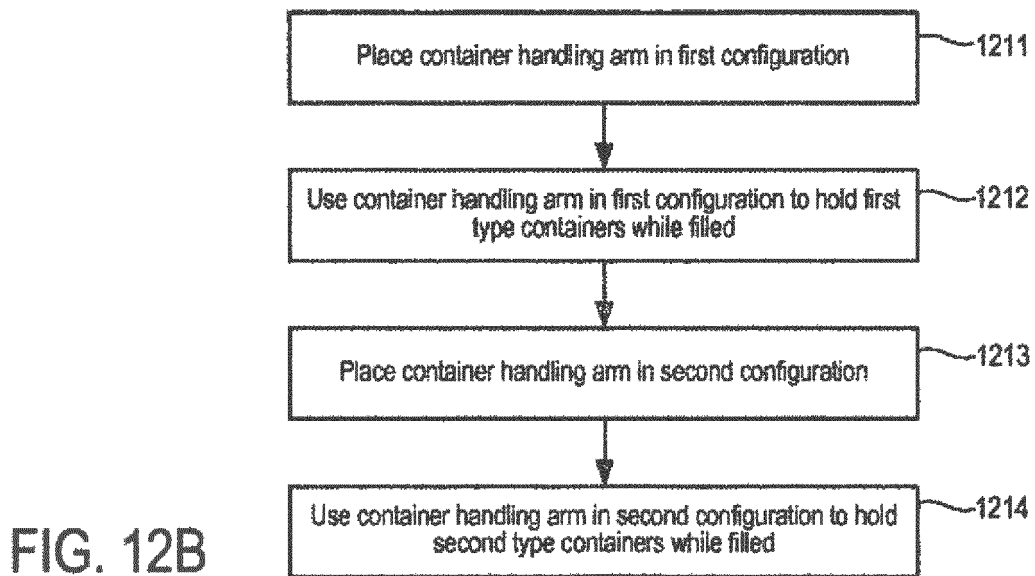 Place container handling arm in first configuration
1211
Use container handling arm in first configuration to hold first
type containers while filled
1212
Place container handling arm in second configuration
1213
Use container handling arm in second configuration to hold
second type containers while filled
1214
FIG. 12B